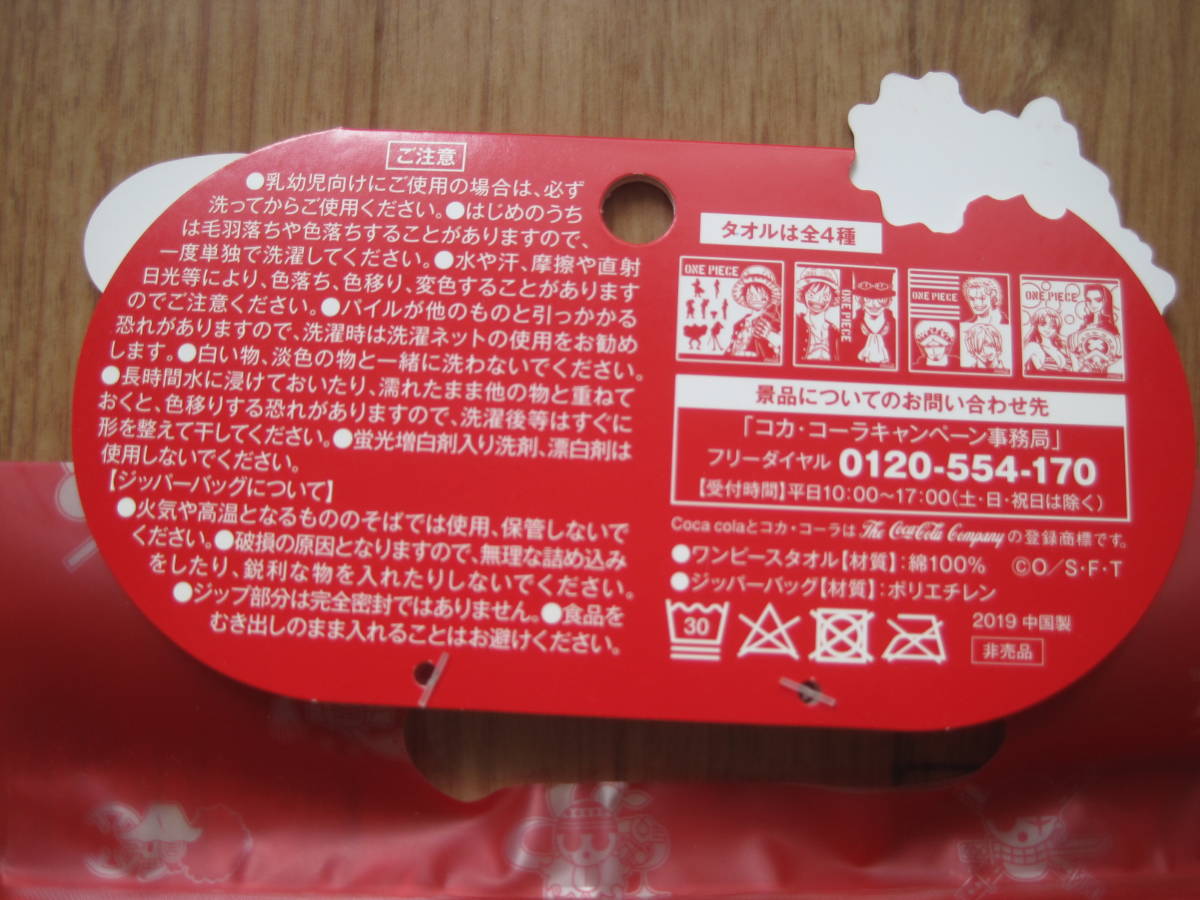 ご注意
●乳幼児向けにご使用の場合は、必ず
洗ってからご使用ください。●はじめのうち
は毛羽落ちや色落ちすることがありますので、
一度単独で洗濯してください。●水や汗、摩擦や直射
日光等により、色落ち、色移り、変色することがあります
のでご注意ください。●パイルが他のものと引っかかる
恐れがありますので、洗濯時は洗濯ネットの使用をお勧め
します。●白い物、淡色の物と一緒に洗わないでください。
●長時間水に浸けておいたり、濡れたまま他の物と重ねて
おくと、色移りする恐れがありますので、洗濯後等はすぐに
形を整えて干してください。●蛍光増白剤入り洗剤、漂白剤は
使用しないでください。
【ジッパーバッグについて】
●火気や高温となるもののそばでは使用、保管しないで
ください。●破損の原因となりますので、無理な詰め込み
をしたり、鋭利な物を入れたりしないでください。
●ジップ部分は完全密封ではありません。●食品を
むき出しのまま入れることはお避けください。
タオルは全4種
ONE PIECE
ONE PIECE
ONE PIECE
ONE PIECE
景品についてのお問い合わせ先
「コカ・コーラキャンペーン事務局」
フリーダイヤル 0120-554-170
【受付時間】平日10:00〜17:00(土・日・祝日は除く)
Coca colaとコカ・コーラは The Coca-Cola Company の登録商標です。
●ワンピースタオル【材質】:綿100% ©O/S・F・T
●ジッパーバッグ【材質】:ポリエチレン
30
2019 中国製
非売品